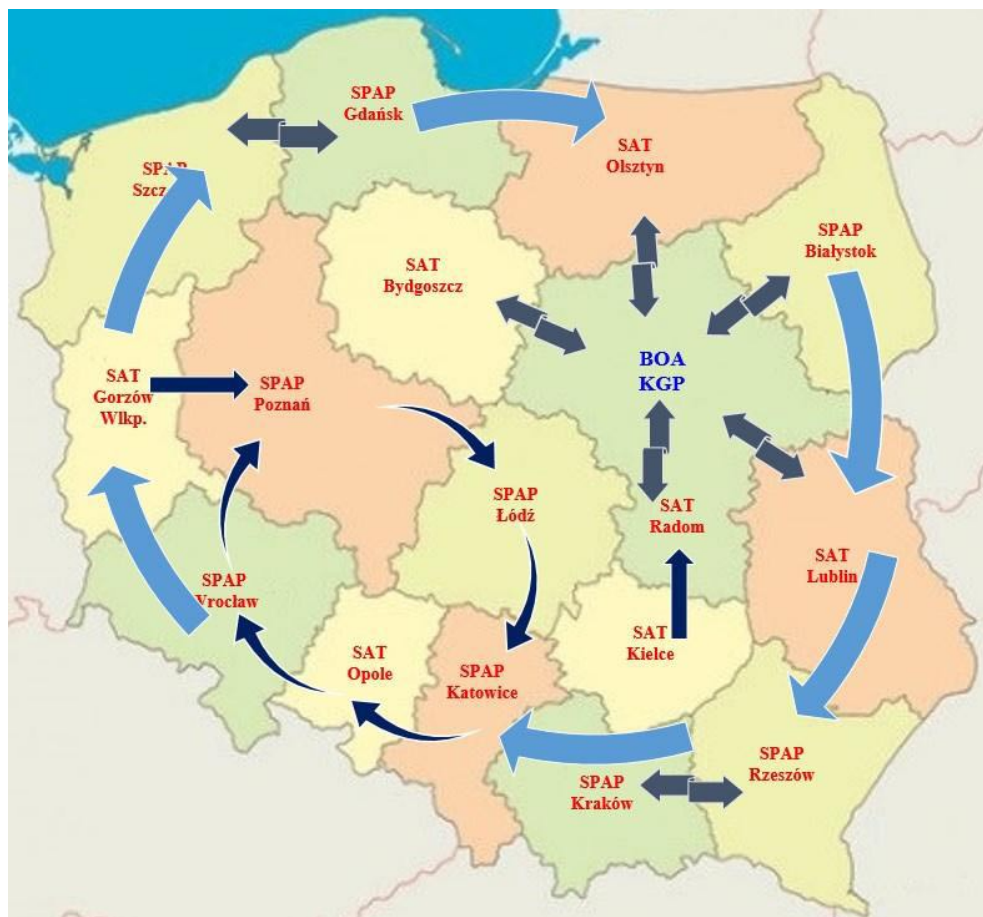 SPAP
Gdańsk
SAT
Olsztyn
SPAP
SPAP
Białystok
SAT
Bydgoszcz
BOA
KGP
SAT
Gorzów
Wlkp.
SPAP
Poznań
SPAP
Łódź
SAT
Radom
SAT
Lublin
SPAP
SAT
Kielce
SAT
Opole
SPAP
Katowice
SPAP
Rzeszów
SPAP
Kraków